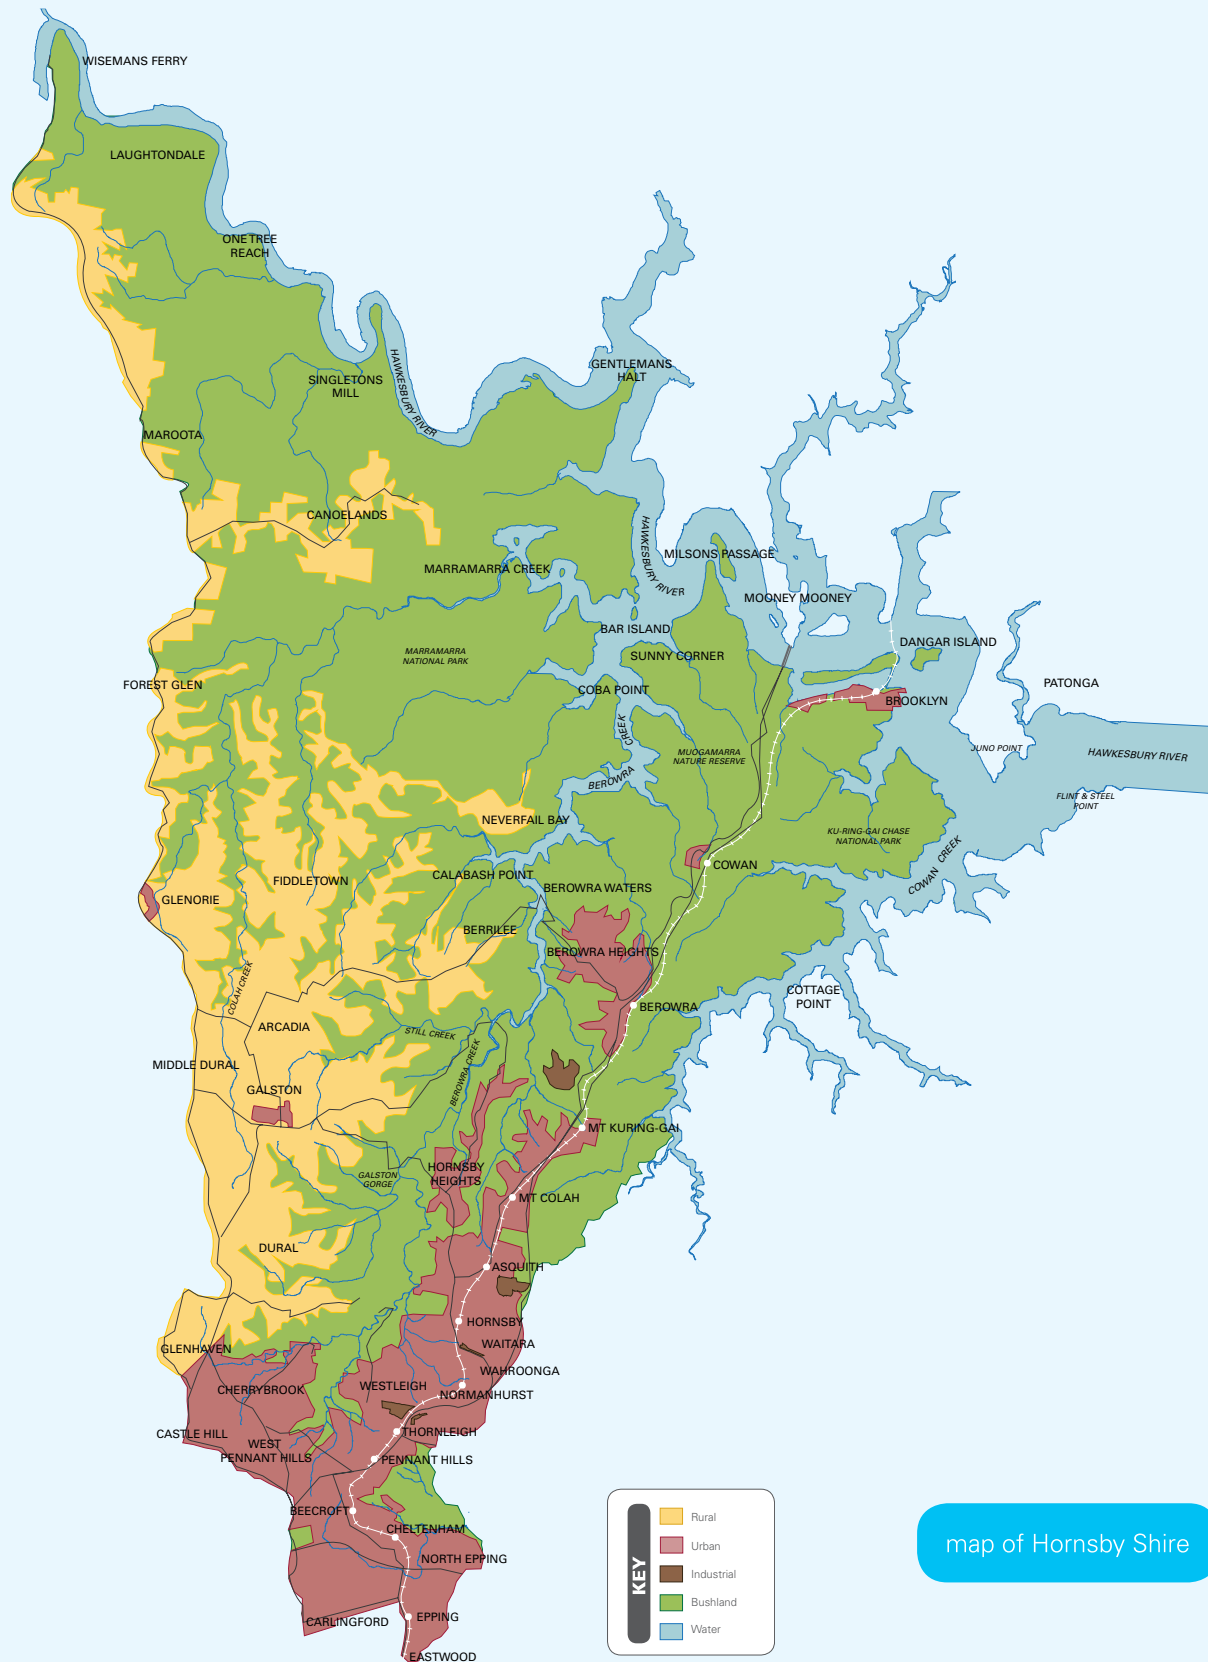 WISEMANS FERRY
LAUGHTONDALE
ONE TREE
REACH
GENTLEMANS
HALT
SINGLETONS
MILL
HAWKESBURY RIVER
MAROOTA
CANOELANDS
HAWKESBURY RIVER
MILSONS PASSAGE
MARRAMARRA CREEK
MOONEY MOONEY
BAR ISLAND
DANGAR ISLAND
MARRAMARRA
NATIONAL PARK
SUNNY CORNER
FOREST GLEN
COBA POINT
PATONGA
BROOKLYN
CREEK
JUNO POINT
HAWKESBURY RIVER
MUOGAMARRA
NATURE RESERVE
BEROWRA
FLINT & STEEL
POINT
NEVERFAIL BAY
KU-RING-GAI CHASE
NATIONAL PARK
COWAN CREEK
COWAN
CALABASH POINT
FIDDLETOWN
BEROWRA WATERS
GLENORIE
BERRILEE
BEROWRA HEIGHTS
COLAH CREEK
COTTAGE
POINT
BEROWRA
ARCADIA
STILL CREEK
MIDDLE DURAL
BEROWRA CREEK
GALSTON
MT KURING-GAI
GALSTON
GORGE
HORNSBY
HEIGHTS
MT COLAH
DURAL
ASQUITH
HORNSBY
GLENHAVEN
WAITARA
WAHROONGA
CHERRYBROOK
WESTLEIGH
NORMANHURST
CASTLE HILL
THORNLEIGH
WEST
PENNANT HILLS
PENNANT HILLS
BEECROFT
CHELTENHAM
NORTH EPPING
CARLINGFORD
EPPING
EASTWOOD
KEY
Rural
Urban
Industrial
Bushland
Water
map of Hornsby Shire